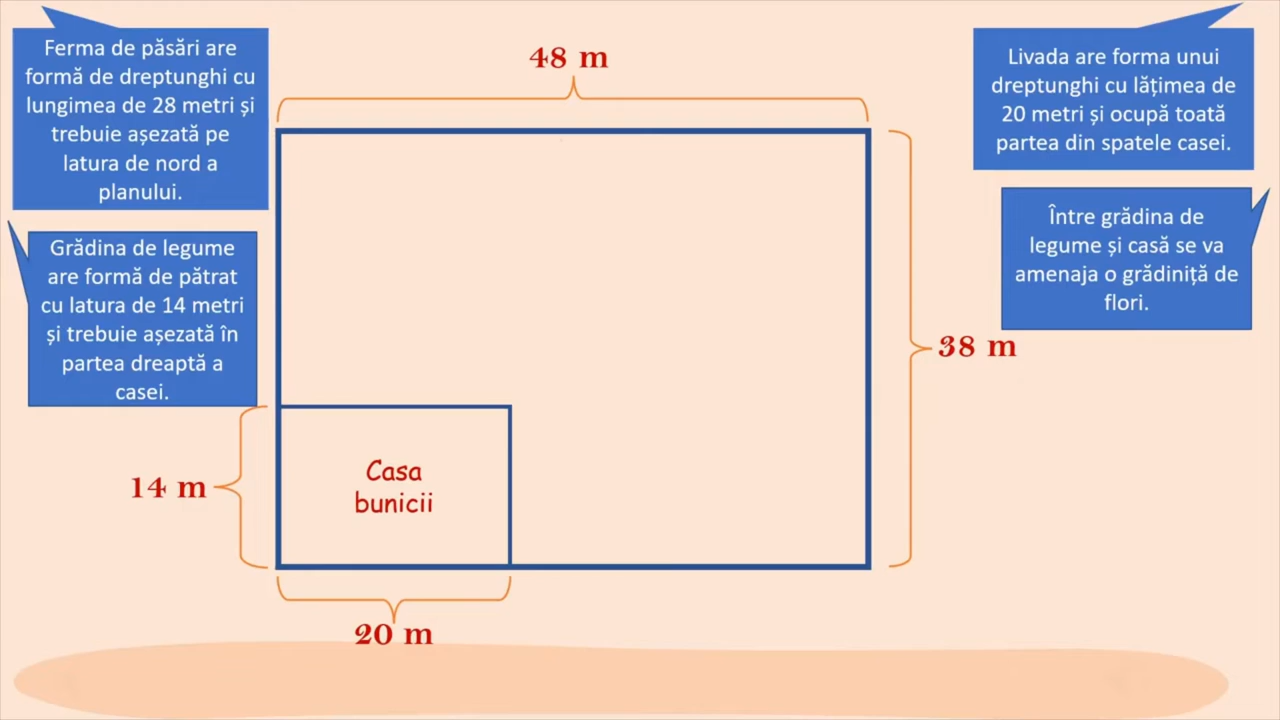 Ferma de păsări are
formă de dreptunghi cu
lungimea de 28 metri și
trebuie așezată pe
latura de nord a
planului.
Grădina de legume
are formă de pătrat
cu latura de 14 metri
și trebuie așezată în
partea dreaptă a
casei.
48 m
Livada are forma unui
dreptunghi cu lățimea de
20 metri și ocupă toată
partea din spatele casei.
Între grădina de
legume și casă se va
amenaja o grădiniță de
flori.
38 m
14 m
Casa
bunicii
20 m